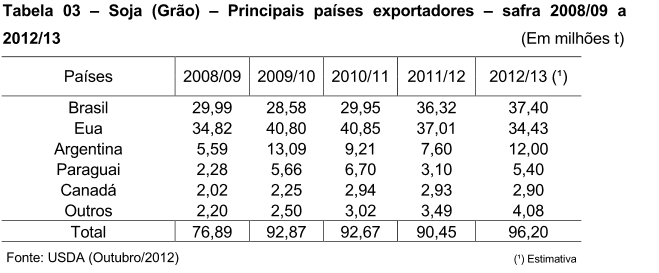 Tabela 03 – Soja (Grão) – Principais países exportadores – safra 2008/09 a
2012/13 (Em milhões t)
Países 2008/09 2009/10 2010/11 2011/12 2012/13 (¹)
Brasil 29,99 28,58 29,95 36,32 37,40
Eua 34,82 40,80 40,85 37,01 34,43
Argentina 5,59 13,09 9,21 7,60 12,00
Paraguai 2,28 5,66 6,70 3,10 5,40
Canadá 2,02 2,25 2,94 2,93 2,90
Outros 2,20 2,50 3,02 3,49 4,08
Total 76,89 92,87 92,67 90,45 96,20
Fonte: USDA (Outubro/2012) (¹) Estimativa